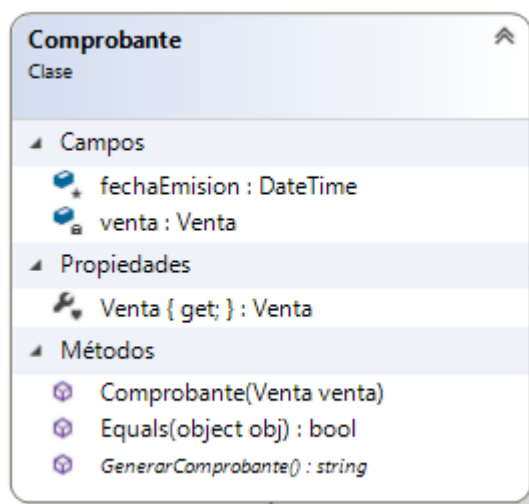 Comprobante
Clase
Campos
fechaEmision : DateTime
venta : Venta
Propiedades
Venta { get; } : Venta
Métodos
Comprobante(Venta venta)
Equals(object obj) : bool
GenerarComprobante() : string